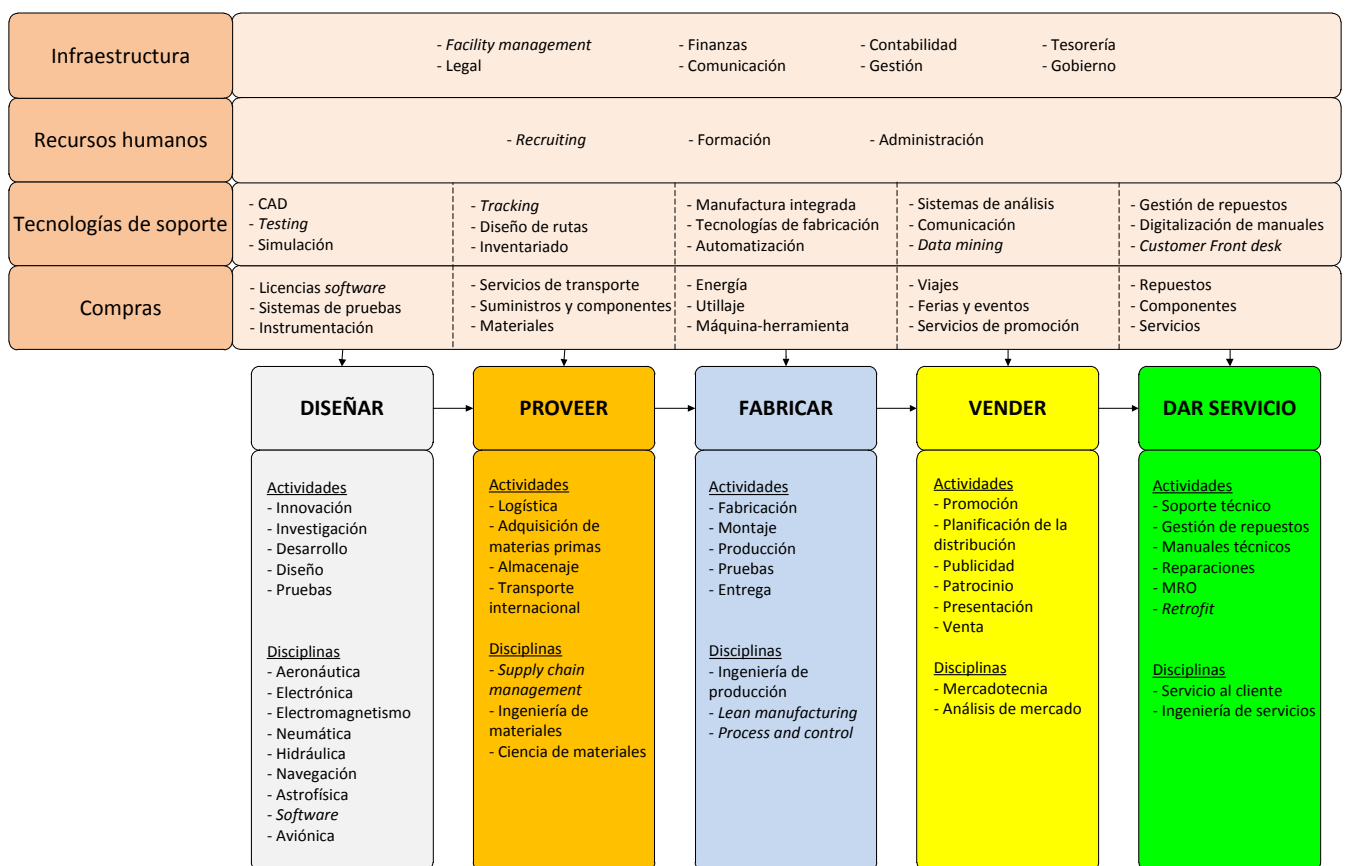 Infraestructura
- Facility management
- Legal
- Finanzas
- Comunicación
- Contabilidad
- Gestión
- Tesorería
- Gobierno
Recursos humanos
- Recruiting
- Formación
- Administración
Tecnologías de soporte
- CAD
- Testing
- Simulación
- Tracking
- Diseño de rutas
- Inventariado
- Manufactura integrada
- Tecnologías de fabricación
- Automatización
- Sistemas de análisis
- Comunicación
- Data mining
- Gestión de repuestos
- Digitalización de manuales
- Customer Front desk
Compras
- Licencias software
- Sistemas de pruebas
- Instrumentación
- Servicios de transporte
- Suministros y componentes
- Materiales
- Energía
- Utillaje
- Máquina-herramienta
- Viajes
- Ferias y eventos
- Servicios de promoción
- Repuestos
- Componentes
- Servicios
DISEÑAR
Actividades
- Innovación
- Investigación
- Desarrollo
- Diseño
- Pruebas
Disciplinas
- Aeronáutica
- Electrónica
- Electromagnetismo
- Neumática
- Hidráulica
- Navegación
- Astrofísica
- Software
- Aviónica
PROVEER
Actividades
- Logística
- Adquisición de
materias primas
- Almacenaje
- Transporte
internacional
Disciplinas
- Supply chain
management
- Ingeniería de
materiales
- Ciencia de materiales
FABRICAR
Actividades
- Fabricación
- Montaje
- Producción
- Pruebas
- Entrega
Disciplinas
- Ingeniería de
producción
- Lean manufacturing
- Process and control
VENDER
Actividades
- Promoción
- Planificación de la
distribución
- Publicidad
- Patrocinio
- Presentación
- Venta
Disciplinas
- Mercadotecnia
- Análisis de mercado
DAR SERVICIO
Actividades
- Soporte técnico
- Gestión de repuestos
- Manuales técnicos
- Reparaciones
- MRO
- Retrofit
Disciplinas
- Servicio al cliente
- Ingeniería de servicios